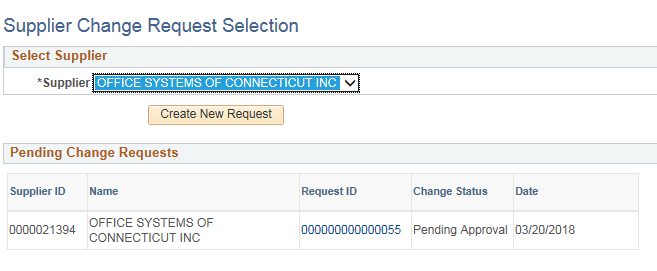 Supplier Change Request Selection
Select Supplier
*Supplier OFFICE SYSTEMS OF CONNECTICUT INC
Create New Request
Pending Change Requests
Supplier ID Name Request ID Change Status Date
0000021394 OFFICE SYSTEMS OF CONNECTICUT INC 000000000000055 Pending Approval 03/20/2018